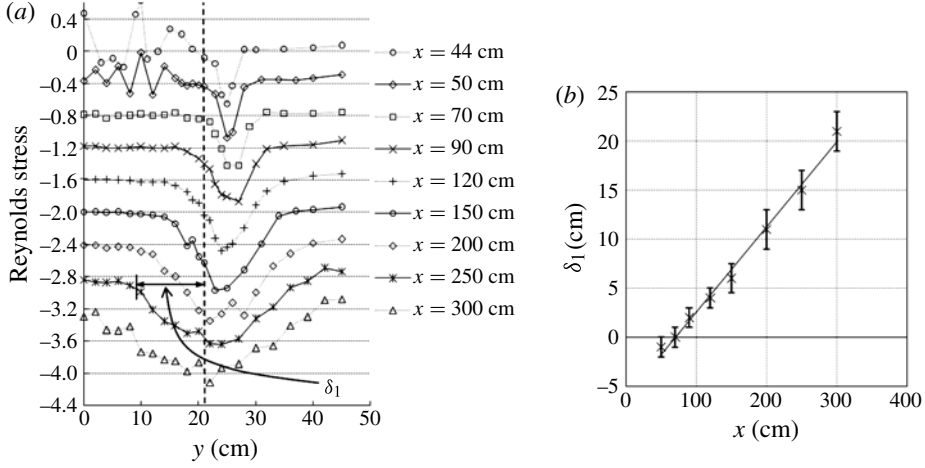 (a)
Reynolds stress
0.4
0
–0.4
–0.8
–1.2
–1.6
–2.0
–2.4
–2.8
–3.2
–3.6
–4.0
–4.4
0
10
20
30
40
50
y (cm)
δ1
x = 44 cm
x = 50 cm
x = 70 cm
x = 90 cm
x = 120 cm
x = 150 cm
x = 200 cm
x = 250 cm
x = 300 cm
(b)
δ1 (cm)
25
20
15
10
5
0
–5
0
100
200
300
400
x (cm)